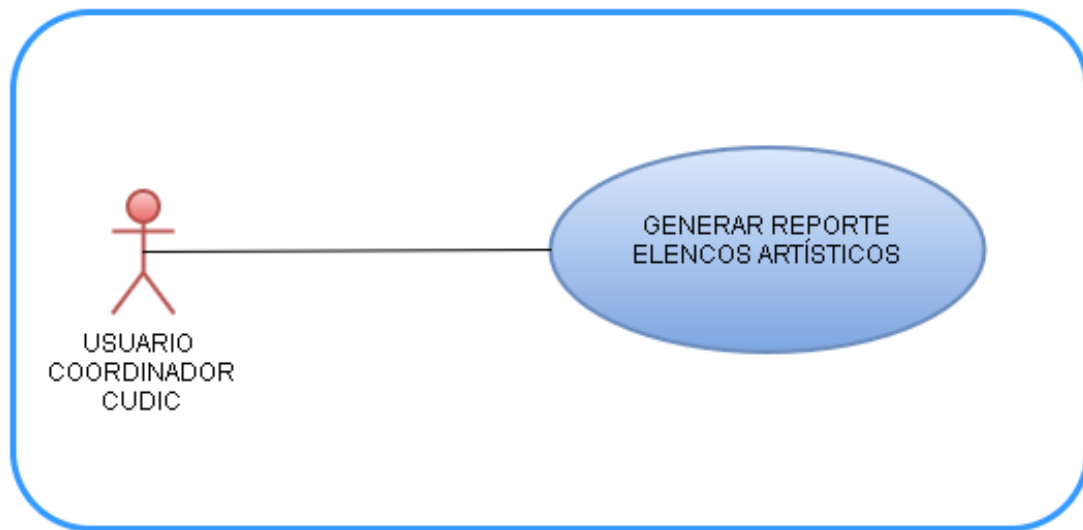 GENERAR REPORTE
ELENCOS ARTÍSTICOS
USUARIO
COORDINADOR
CUDIC